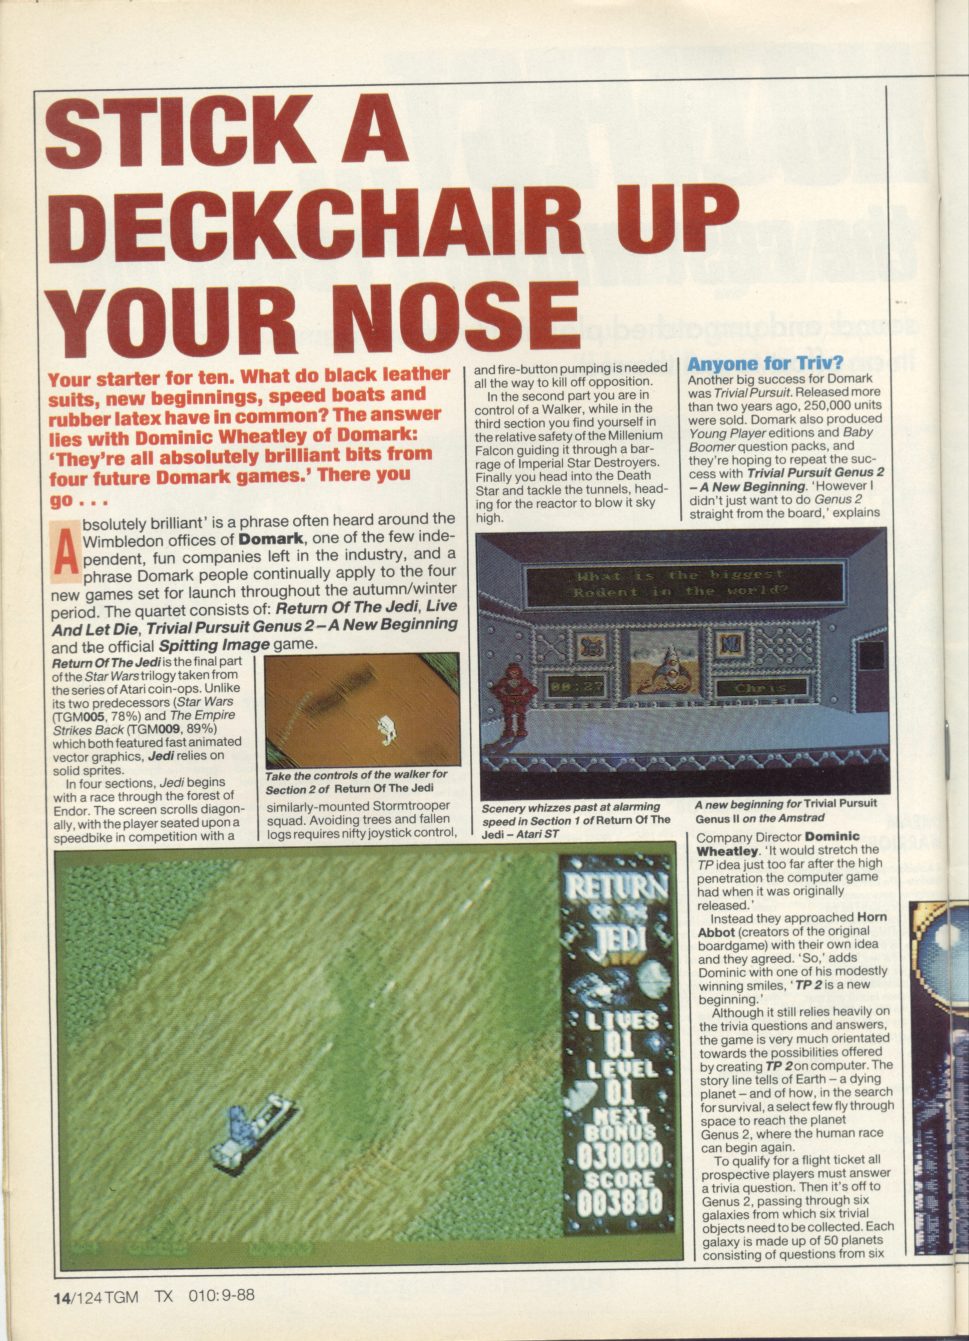 STICK A
DECKCHAIR UP
YOUR NOSE
Your starter for ten. What do black leather
suits, new beginnings, speed boats and
rubber latex have in common? The answer
lies with Dominic Wheatley of Domark:
‘They're all absolutely brilliant bits from
four future Domark games.’ There you
go . . .
Absolutely brilliant’ is a phrase often heard around the
Wimbledon offices of Domark, one of the few inde-
pendent, fun companies left in the industry, and a
phrase Domark people continually apply to the four
new games set for launch throughout the autumn/winter
period. The quartet consists of: Return Of The Jedi, Live
And Let Die, Trivial Pursuit Genus 2 – A New Beginning
and the official Spitting Image game.
Return Of The Jedi is the final part
of the Star Wars trilogy taken from
the series of Atari coin-ops. Unlike
its two predecessors (Star Wars
(TGM005, 78%) and The Empire
Strikes Back (TGM009, 89%)
which both featured fast animated
vector graphics, Jedi relies on
solid sprites.
In four sections, Jedi begins
with a race through the forest of
Endor. The screen scrolls diagon-
ally, with the player seated upon a
speedbike in competition with a
Take the controls of the walker for
Section 2 of Return Of The Jedi
similarly-mounted Stormtrooper
squad. Avoiding trees and fallen
logs requires nifty joystick control,
and fire-button pumping is needed
all the way to kill off opposition.
In the second part you are in
control of a Walker, while in the
third section you find yourself in
the relative safety of the Millenium
Falcon guiding it through a bar-
rage of Imperial Star Destroyers.
Finally you head into the Death
Star and tackle the tunnels, head-
ing for the reactor to blow it sky
high.
Anyone for Triv?
Another big success for Domark
was Trivial Pursuit. Released more
than two years ago, 250,000 units
were sold. Domark also produced
Young Player editions and Baby
Boomer question packs, and
they're hoping to repeat the suc-
cess with Trivial Pursuit Genus 2
– A New Beginning. ‘However I
didn't just want to do Genus 2
straight from the board,’ explains
What is the biggest
Rodent in the world?
00:27
Chris
Scenery whizzes past at alarming
speed in Section 1 of Return Of The
Jedi – Atari ST
A new beginning for Trivial Pursuit
Genus II on the Amstrad
Company Director Dominic
Wheatley. ‘It would stretch the
TP idea just too far after the high
penetration the computer game
had when it was originally
released.’
Instead they approached Horn
Abbot (creators of the original
boardgame) with their own idea
and they agreed. ‘So,’ adds
Dominic with one of his modestly
winning smiles, ‘TP 2 is a new
beginning.’
Although it still relies heavily on
the trivia questions and answers,
the game is very much orientated
towards the possibilities offered
by creating TP 2 on computer. The
story line tells of Earth – a dying
planet – and of how, in the search
for survival, a select few fly through
space to reach the planet
Genus 2, where the human race
can begin again.
To qualify for a flight ticket all
prospective players must answer
a trivia question. Then it's off to
Genus 2, passing through six
galaxies from which six trivial
objects need to be collected. Each
galaxy is made up of 50 planets
consisting of questions from six
RETURN
OF THE
JEDI
LIVES
01
LEVEL
01
NEXT
BONUS
030000
SCORE
003830
14/124 TGM TX 010:9-88